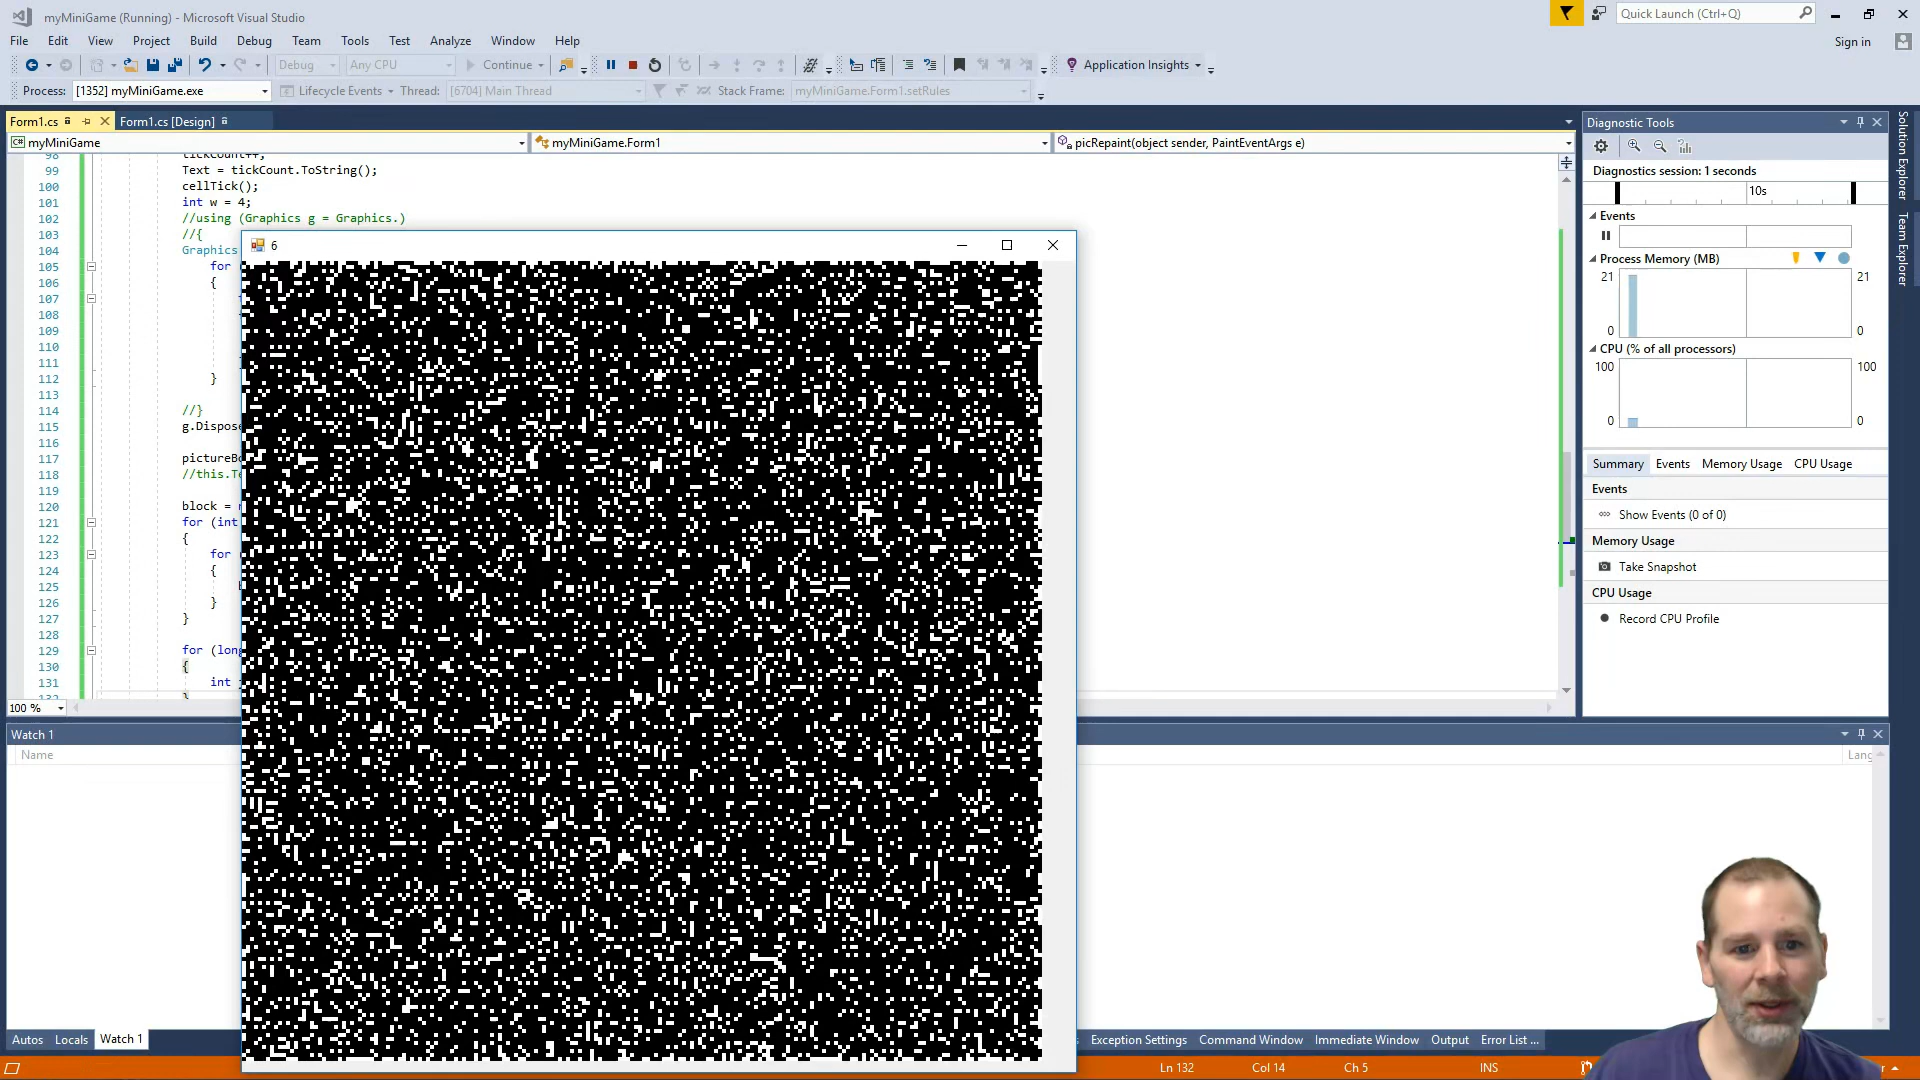 myMiniGame (Running) - Microsoft Visual Studio
Quick Launch (Ctrl+Q)
File Edit View Project Build Debug Team Tools Test Analyze Window Help
Sign in
Debug Any CPU Continue Application Insights
Process: [1352] myMiniGame.exe Lifecycle Events Thread: [6704] Main Thread Stack Frame: myMiniGame.Form1.setRules
Form1.cs Form1.cs [Design]
Diagnostic Tools
C# myMiniGame myMiniGame.Form1 picRepaint(object sender, PaintEventArgs e)
98 tickCount++;
99 Text = tickCount.ToString();
100 cellTick();
101 int w = 4;
102 //using (Graphics g = Graphics.)
103 //{
104 Graphics
105 for
106 {
107
108
109
110
111
112 }
113
114 //}
115 g.Dispose
116
117 pictureBo
118 //this.Te
119
120 block =
121 for (int
122 {
123 for
124 {
125
126 }
127 }
128
129 for (long
130 {
131 int
132 }
6
Diagnostics session: 1 seconds
10s
Events
Process Memory (MB)
21 21
0 0
CPU (% of all processors)
100 100
0 0
Summary Events Memory Usage CPU Usage
Events
Show Events (0 of 0)
Memory Usage
Take Snapshot
CPU Usage
Record CPU Profile
Solution Explorer
Team Explorer
100 %
Watch 1
Name Lang
Autos Locals Watch 1
Exception Settings Command Window Immediate Window Output Error List ...
Ln 132 Col 14 Ch 5 INS